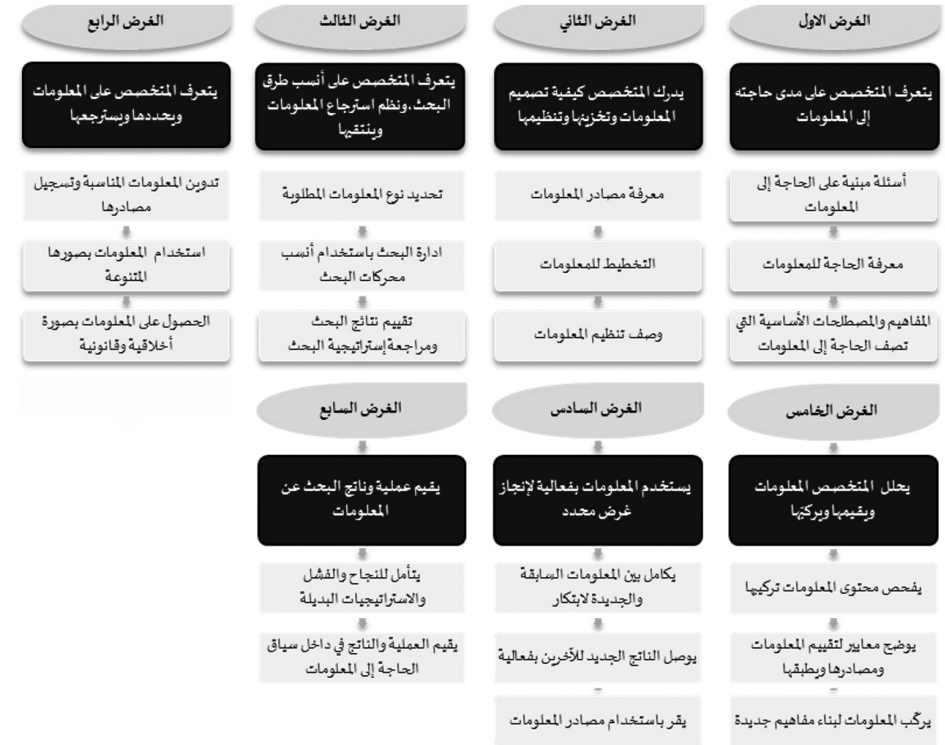 الغرض الاول
يتعرف المتخصص على مدى حاجته
إلى المعلومات
أسئلة مبنية على الحاجة إلى
المعلومات
معرفة الحاجة للمعلومات
المفاهيم والمصطلحات الأساسية التي
تصف الحاجة إلى المعلومات
الغرض الثاني
يدرك المتخصص كيفية تصميم
المعلومات وتخزينها وتنظيمها
معرفة مصادر المعلومات
التخطيط للمعلومات
وصف تنظيم المعلومات
الغرض الثالث
يتعرف المتخصص على أنسب طرق
البحث،ونظم استرجاع المعلومات
وينتقيها
تحديد نوع المعلومات المطلوبة
ادارة البحث باستخدام أنسب
محركات البحث
تقييم نتائج البحث
ومراجعة إستراتيجية البحث
الغرض الرابع
يتعرف المتخصص على المعلومات
ويحددها ويسترجعها
تدوين المعلومات المناسبة وتسجيل
مصادرها
استخدام المعلومات بصورها
المتنوعة
الحصول على المعلومات بصورة
أخلاقية وقانونية
الغرض الخامس
يحلل المتخصص المعلومات
ويقيمها ويركبها
يفحص محتوى المعلومات تركيبها
يوضح معايير لتقييم المعلومات
ومصادرها ويطبقها
يركّب المعلومات لبناء مفاهيم جديدة
الغرض السادس
يستخدم المعلومات بفعالية لإنجاز
غرض محدد
يكامل بين المعلومات السابقة
والجديدة لابتكار
يوصل الناتج الجديد للآخرين بفعالية
يقر باستخدام مصادر المعلومات
الغرض السابع
يقيم عملية وناتج البحث عن
المعلومات
يتأمل للنجاح والفشل
والاستراتيجيات البديلة
يقيم العملية والناتج في داخل سياق
الحاجة إلى المعلومات